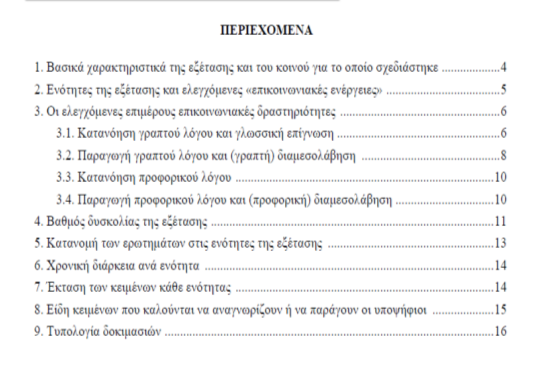 ΠΕΡΙΕΧΟΜΕΝΑ
1. Βασικά χαρακτηριστικά της εξέτασης και του κοινού για το οποίο σχεδιάστηκε ...................4
2. Ενότητες της εξέτασης και ελεγχόμενες «επικοινωνιακές ενέργειες» .....................................5
3. Οι ελεγχόμενες επιμέρους επικοινωνιακές δραστηριότητες ....................................................6
3.1. Κατανόηση γραπτού λόγου και γλωσσική επίγνωση .....................................................6
3.2. Παραγωγή γραπτού λόγου και (γραπτή) διαμεσολάβηση .............................................8
3.3. Κατανόηση προφορικού λόγου ....................................................................................10
3.4. Παραγωγή προφορικού λόγου και (προφορική) διαμεσολάβηση ................................10
4. Βαθμός δυσκολίας της εξέτασης ...........................................................................................11
5. Κατανομή των ερωτημάτων στις ενότητες της εξέτασης .....................................................13
6. Χρονική διάρκεια ανά ενότητα .............................................................................................14
7. Έκταση των κειμένων κάθε ενότητας ...................................................................................14
8. Είδη κειμένων που καλούνται να αναγνωρίζουν ή να παράγουν οι υποψήφιοι ...................15
9. Τυπολογία δοκιμασιών .........................................................................................................16